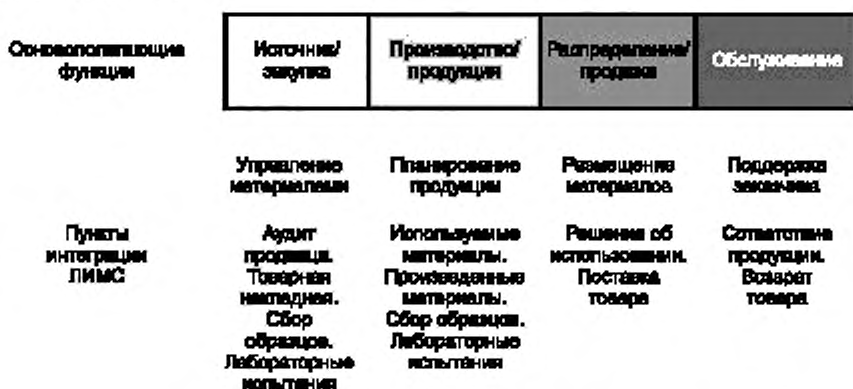 Основополагающие
функции
Источник/
закупка
Производство/
продукция
Распределение/
продажа
Обслуживание
Управление
материалами
Планирование
продукции
Размещение
материалов
Поддержка
заказчика
Пункты
интеграции
ЛИМС
Аудит
продавца.
Товарная
накладная.
Сбор
образцов.
Лабораторные
испытания
Используемые
материалы.
Произведенные
материалы.
Сбор образцов.
Лабораторные
испытания
Решения об
использовании.
Поставка
товара
Сответствие
продукции.
Возврат
товара